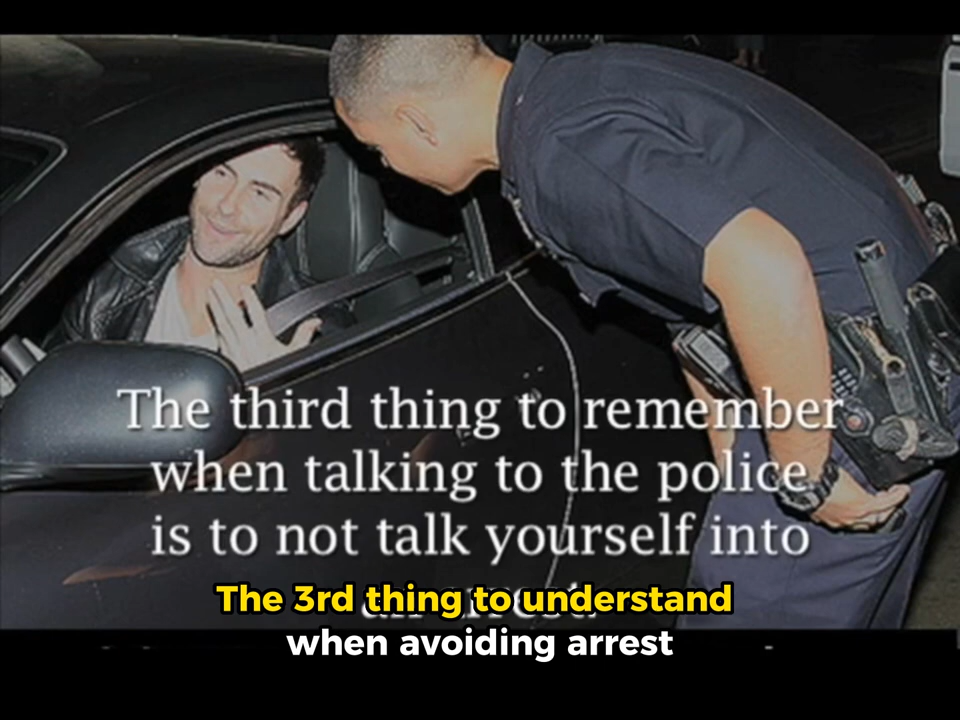 The third thing to remember
when talking to the police
is to not talk yourself into
The 3rd thing to understand
when avoiding arrest